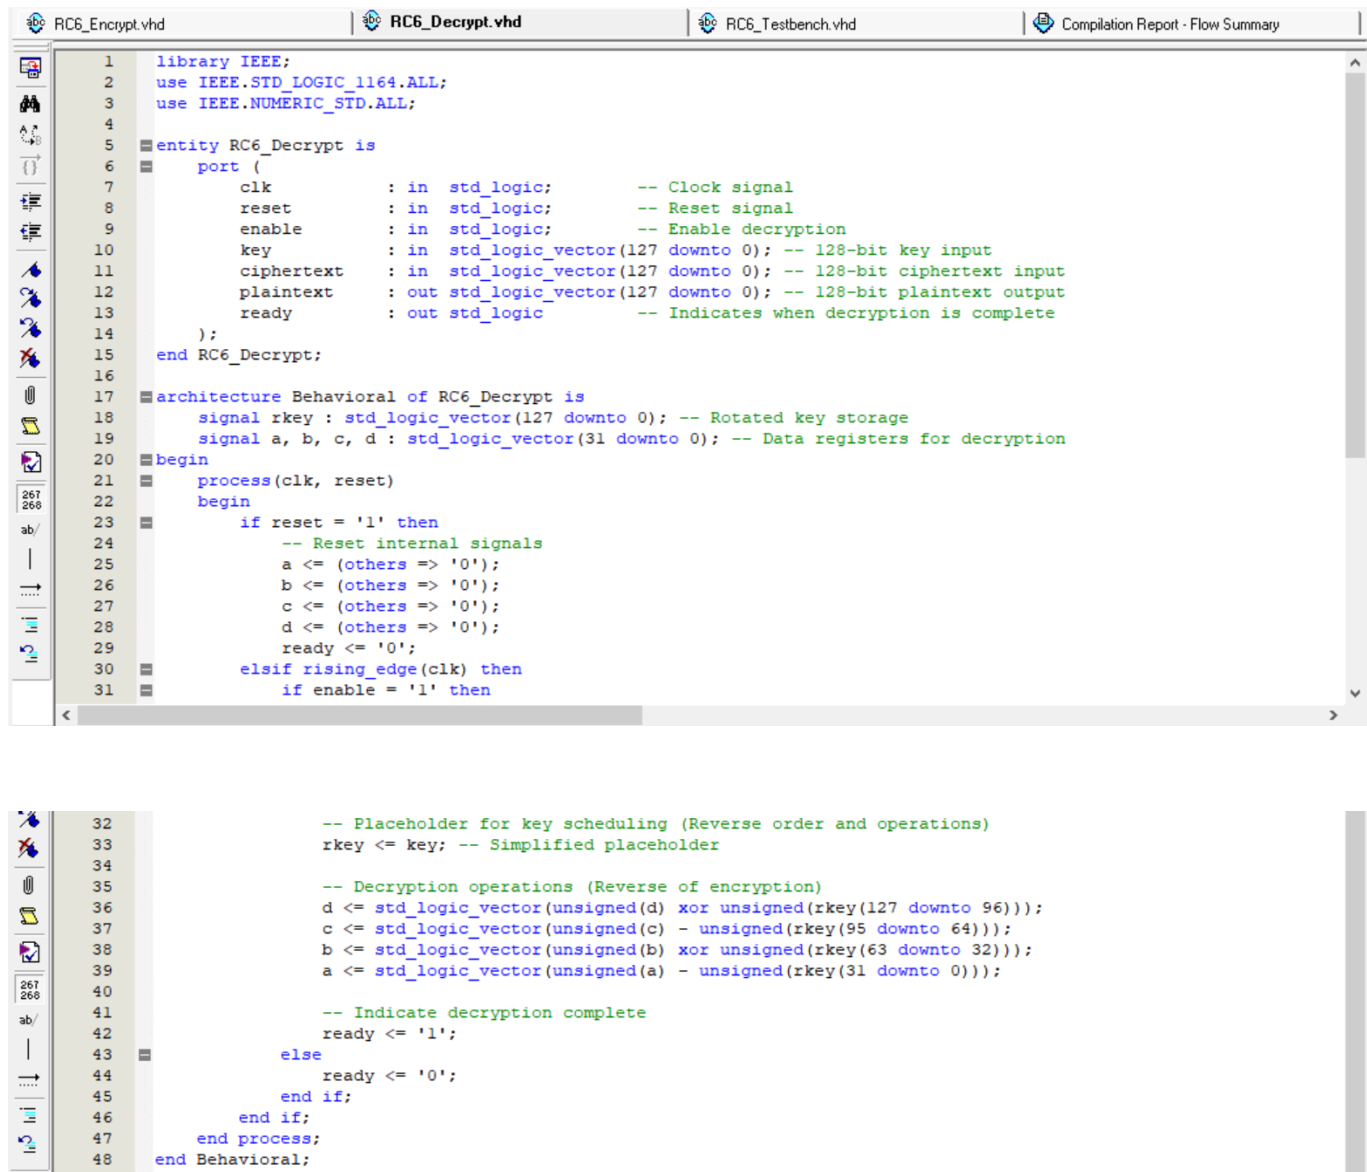 RC6_Encrypt.vhd RC6_Decrypt.vhd RC6_Testbench.vhd Compilation Report - Flow Summary
1 library IEEE;
2 use IEEE.STD_LOGIC_1164.ALL;
3 use IEEE.NUMERIC_STD.ALL;
4
5 entity RC6_Decrypt is
6 port (
7 clk : in std_logic; -- Clock signal
8 reset : in std_logic; -- Reset signal
9 enable : in std_logic; -- Enable decryption
10 key : in std_logic_vector(127 downto 0); -- 128-bit key input
11 ciphertext : in std_logic_vector(127 downto 0); -- 128-bit ciphertext input
12 plaintext : out std_logic_vector(127 downto 0); -- 128-bit plaintext output
13 ready : out std_logic -- Indicates when decryption is complete
14 );
15 end RC6_Decrypt;
16
17 architecture Behavioral of RC6_Decrypt is
18 signal rkey : std_logic_vector(127 downto 0); -- Rotated key storage
19 signal a, b, c, d : std_logic_vector(31 downto 0); -- Data registers for decryption
20 begin
21 process(clk, reset)
22 begin
23 if reset = '1' then
24 -- Reset internal signals
25 a <= (others => '0');
26 b <= (others => '0');
27 c <= (others => '0');
28 d <= (others => '0');
29 ready <= '0';
30 elsif rising_edge(clk) then
31 if enable = '1' then
267
268
ab/
32 -- Placeholder for key scheduling (Reverse order and operations)
33 rkey <= key; -- Simplified placeholder
34
35 -- Decryption operations (Reverse of encryption)
36 d <= std_logic_vector(unsigned(d) xor unsigned(rkey(127 downto 96)));
37 c <= std_logic_vector(unsigned(c) - unsigned(rkey(95 downto 64)));
38 b <= std_logic_vector(unsigned(b) xor unsigned(rkey(63 downto 32)));
39 a <= std_logic_vector(unsigned(a) - unsigned(rkey(31 downto 0)));
40
41 -- Indicate decryption complete
42 ready <= '1';
43 else
44 ready <= '0';
45 end if;
46 end if;
47 end process;
48 end Behavioral;
267
268
ab/